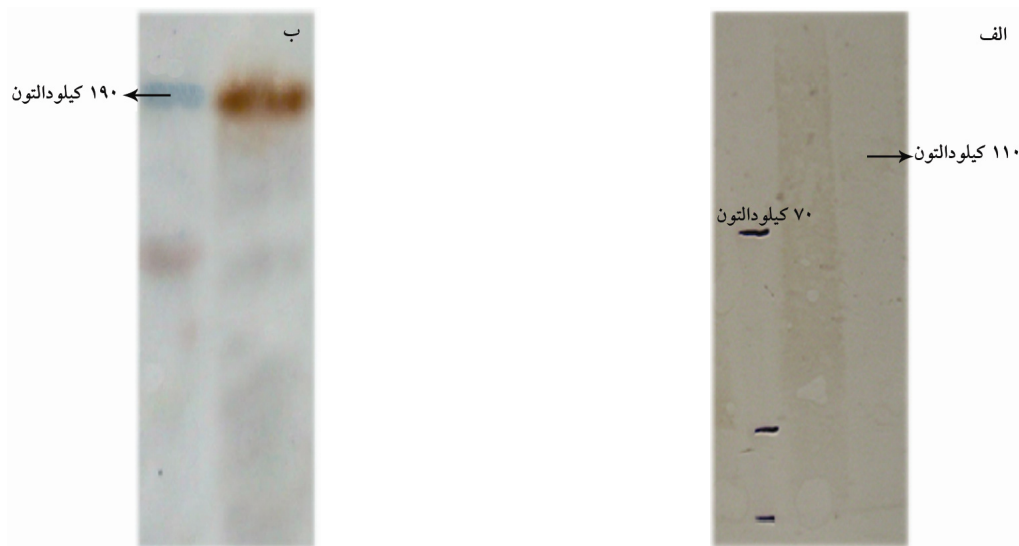 الف
۱۱۰ کیلودالتون
۷۰ کیلودالتون
ب
۱۹۰ کیلودالتون